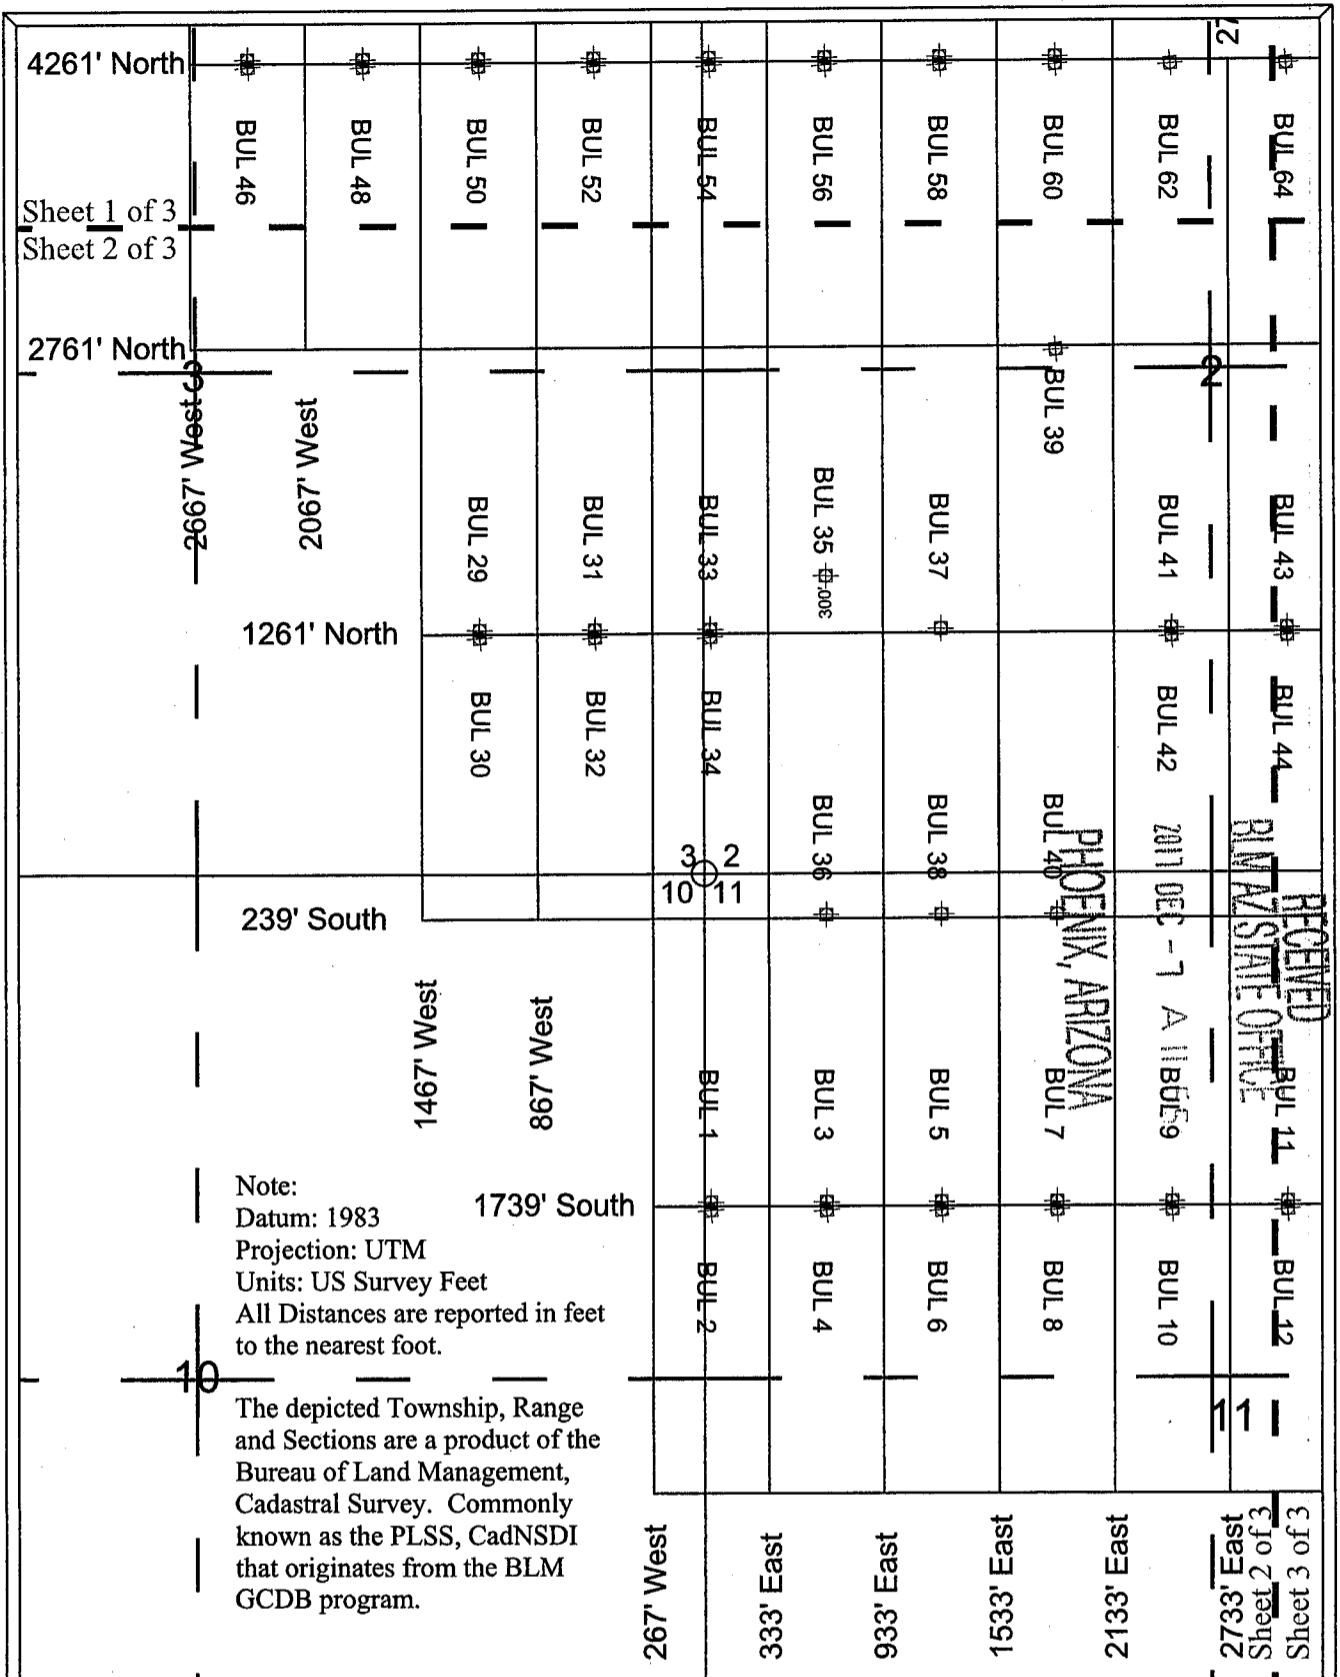 27
4261' North
BUL 46
BUL 48
BUL 50
BUL 52
BUL 54
BUL 56
BUL 58
BUL 60
BUL 62
BUL 64
Sheet 1 of 3
Sheet 2 of 3
2761' North
2
2667' West
2067' West
BUL 39
BUL 29
BUL 31
BUL 33
BUL 35
300'
BUL 37
BUL 41
BUL 43
1261' North
BUL 30
BUL 32
BUL 34
BUL 36
BUL 38
BUL 40
BUL 42
BUL 44
3 2
10 11
239' South
RECEIVED
BLM AZ STATE OFFICE
2017 DEC -7 A 11:
PHOENIX, ARIZONA
1467' West
867' West
BUL 1
BUL 3
BUL 5
BUL 7
BUL 9
BUL 11
1739' South
BUL 2
BUL 4
BUL 6
BUL 8
BUL 10
BUL 12
Note:
Datum: 1983
Projection: UTM
Units: US Survey Feet
All Distances are reported in feet
to the nearest foot.
10
11
The depicted Township, Range
and Sections are a product of the
Bureau of Land Management,
Cadastral Survey. Commonly
known as the PLSS, CadNSDI
that originates from the BLM
GCDB program.
267' West
333' East
933' East
1533' East
2133' East
2733' East
Sheet 2 of 3
Sheet 3 of 3